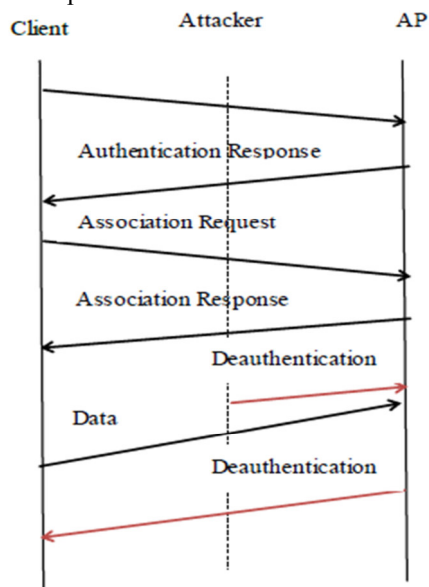 Client Attacker AP
Authentication Response
Association Request
Association Response
Deauthentication
Data
Deauthentication